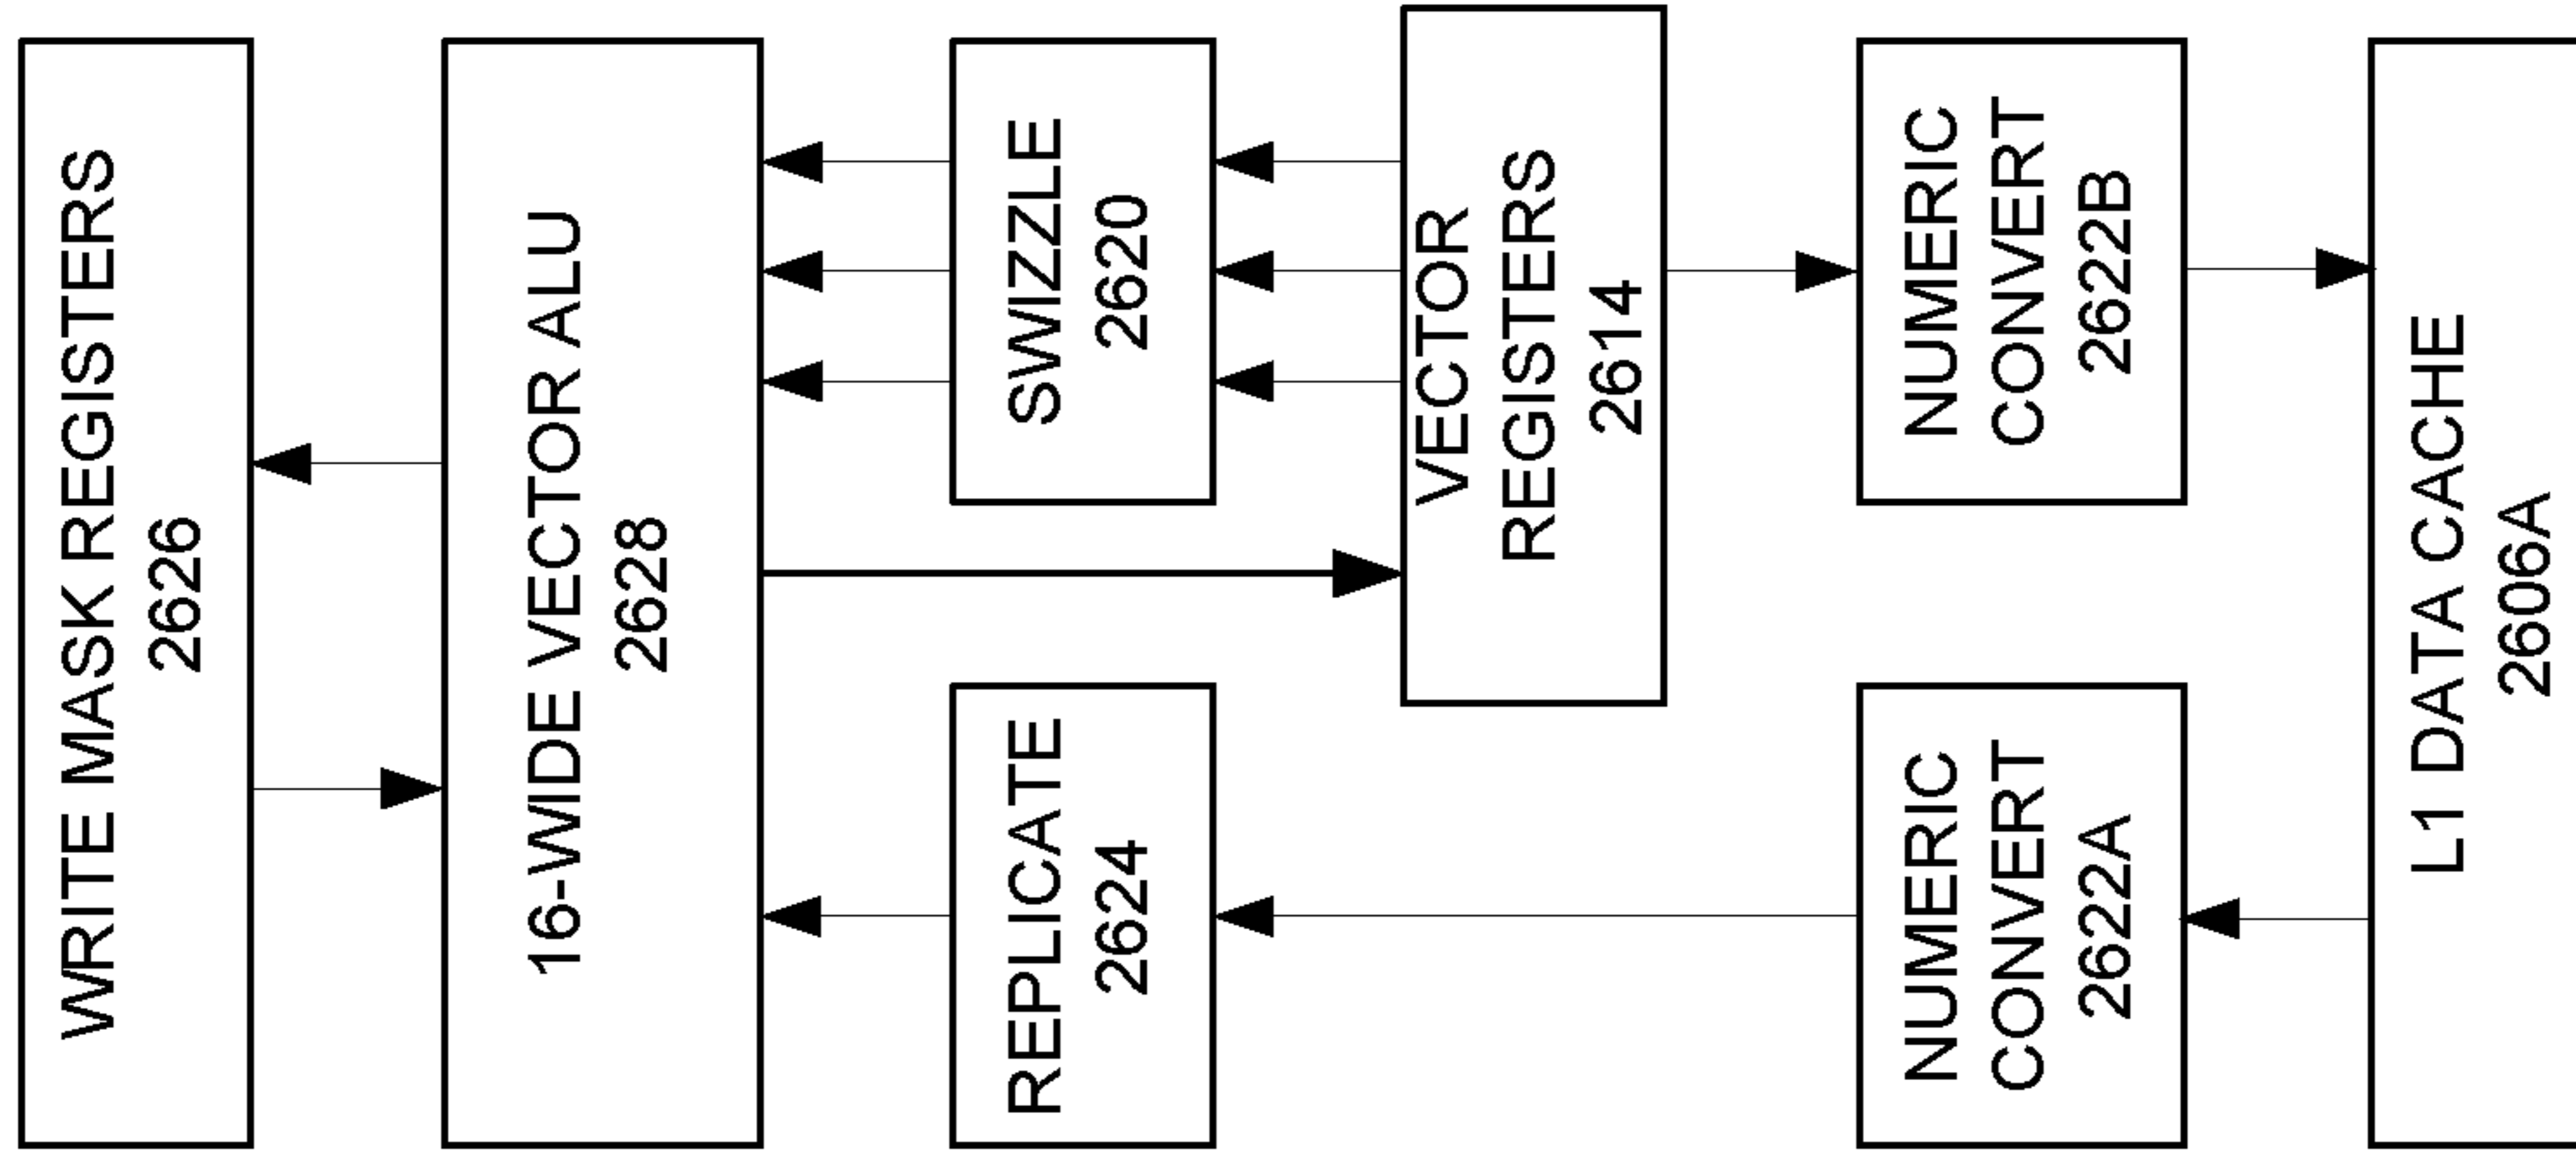 WRITE MASK REGISTERS
2626
16-WIDE VECTOR ALU
2628
REPLICATE
2624
SWIZZLE
2620
VECTOR
REGISTERS
2614
NUMERIC
CONVERT
2622A
NUMERIC
CONVERT
2622B
L1 DATA CACHE
2606A